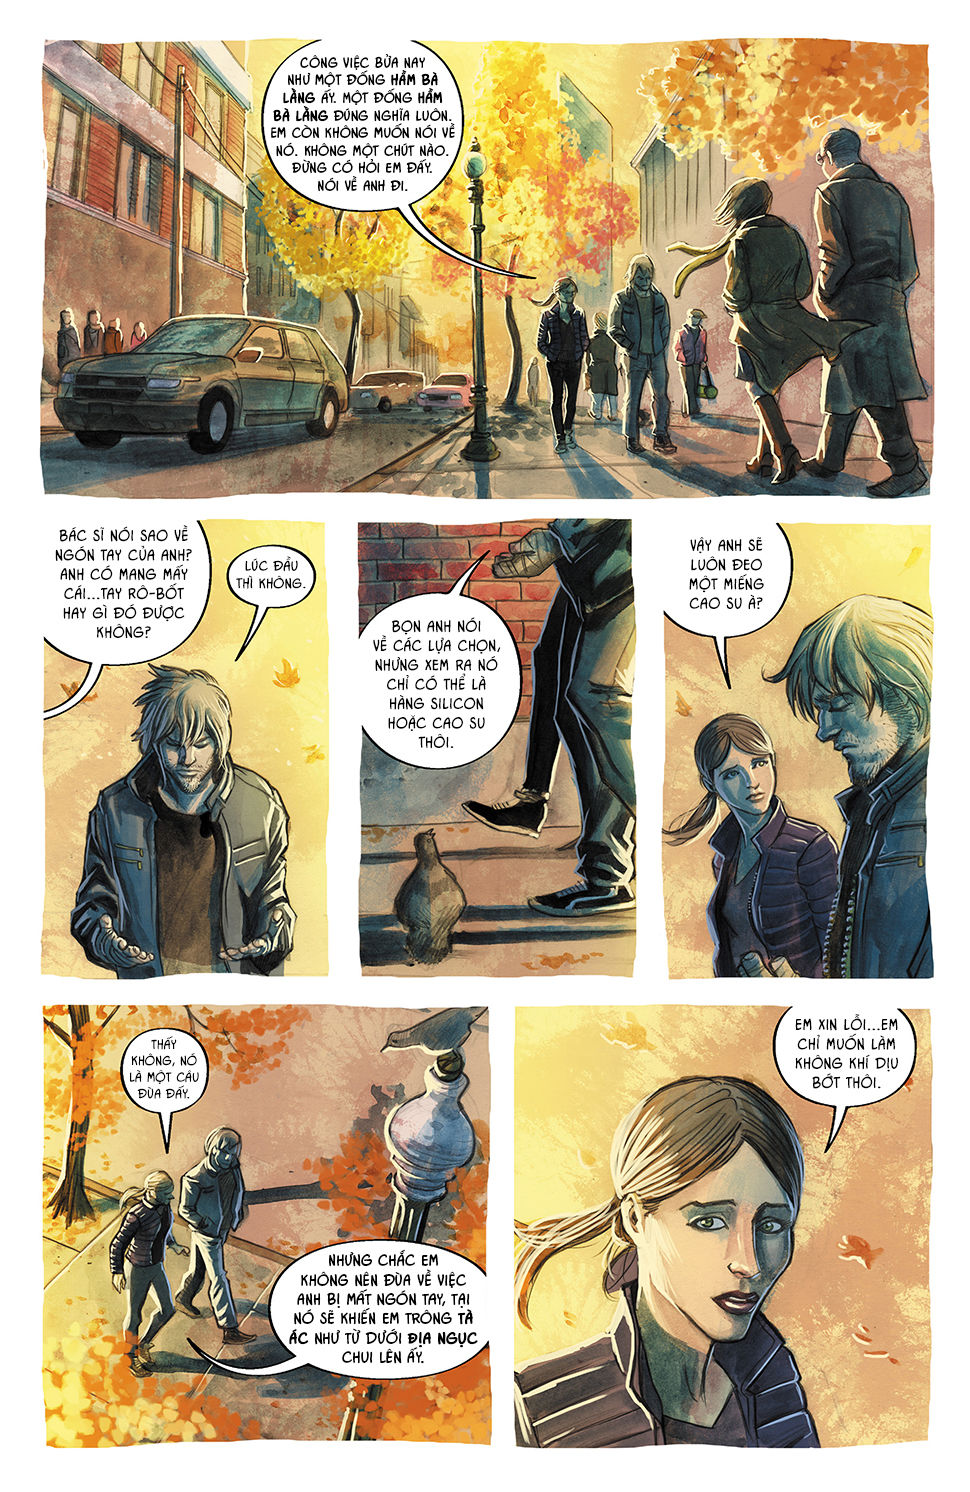 CÔNG VIỆC BỬA NAY
NHƯ MỘT ĐỐNG HẦM BÀ
LẰNG ẤY. MỘT ĐỐNG HẦM
BÀ LẰNG ĐÚNG NGHĨA LUÔN.
EM CÒN KHÔNG MUỐN NÓI VỀ
NÓ. KHÔNG MỘT CHÚT NÀO.
ĐỪNG CÓ HỎI EM ĐẤY.
NÓI VỀ ANH ĐI.
BÁC SĨ NÓI SAO VỀ
NGÓN TAY CỦA ANH?
ANH CÓ MANG MẤY
CÁI...TAY RÔ-BỐT
HAY GÌ ĐÓ ĐƯỢC
KHÔNG?
LÚC ĐẦU
THÌ KHÔNG.
BỌN ANH NÓI
VỀ CÁC LỰA CHỌN,
NHƯNG XEM RA NÓ
CHỈ CÓ THỂ LÀ
HÀNG SILICON
HOẶC CAO SU
THÔI.
VẬY ANH SẼ
LUÔN ĐEO
MỘT MIẾNG
CAO SU À?
THẤY
KHÔNG, NÓ
LÀ MỘT CÂU
ĐÙA ĐẤY.
NHƯNG CHẮC EM
KHÔNG NÊN ĐÙA VỀ VIỆC
ANH BỊ MẤT NGÓN TAY, TẠI
NÓ SẼ KHIẾN EM TRÔNG TÀ
ÁC NHƯ TỪ DƯỚI ĐỊA NGỤC
CHUI LÊN ẤY.
EM XIN LỖI...EM
CHỈ MUỐN LÀM
KHÔNG KHÍ DỊU
BỚT THÔI.